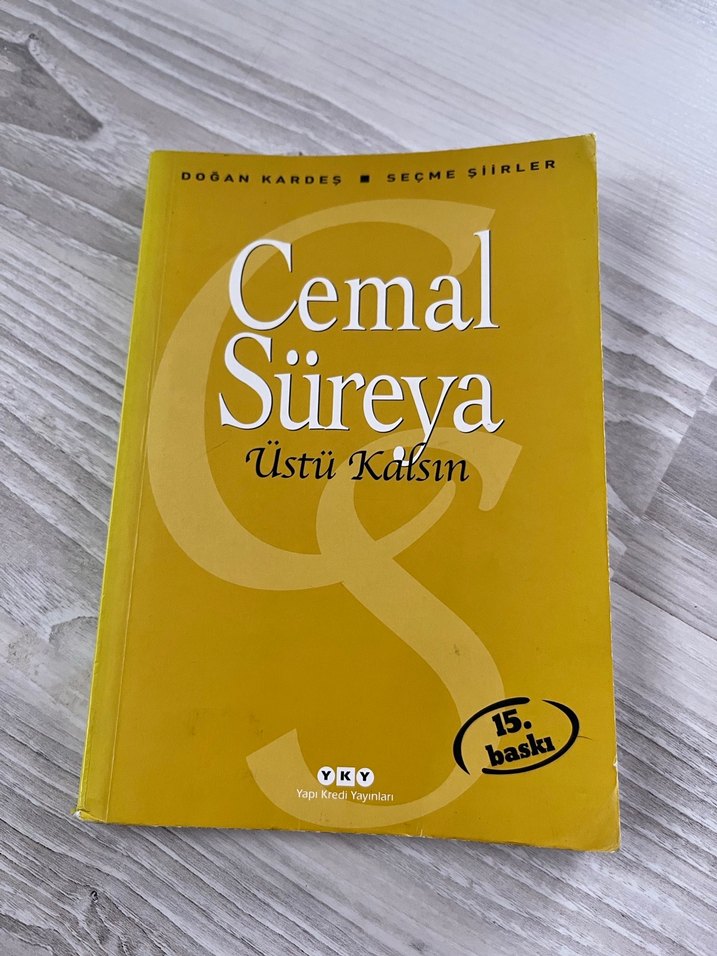 DOĞAN KARDEŞ ■ SEÇME ŞİİRLER
Cemal
Süreya
Üstü Kalsın
15.
baskı
YKY
Yapı Kredi Yayınları